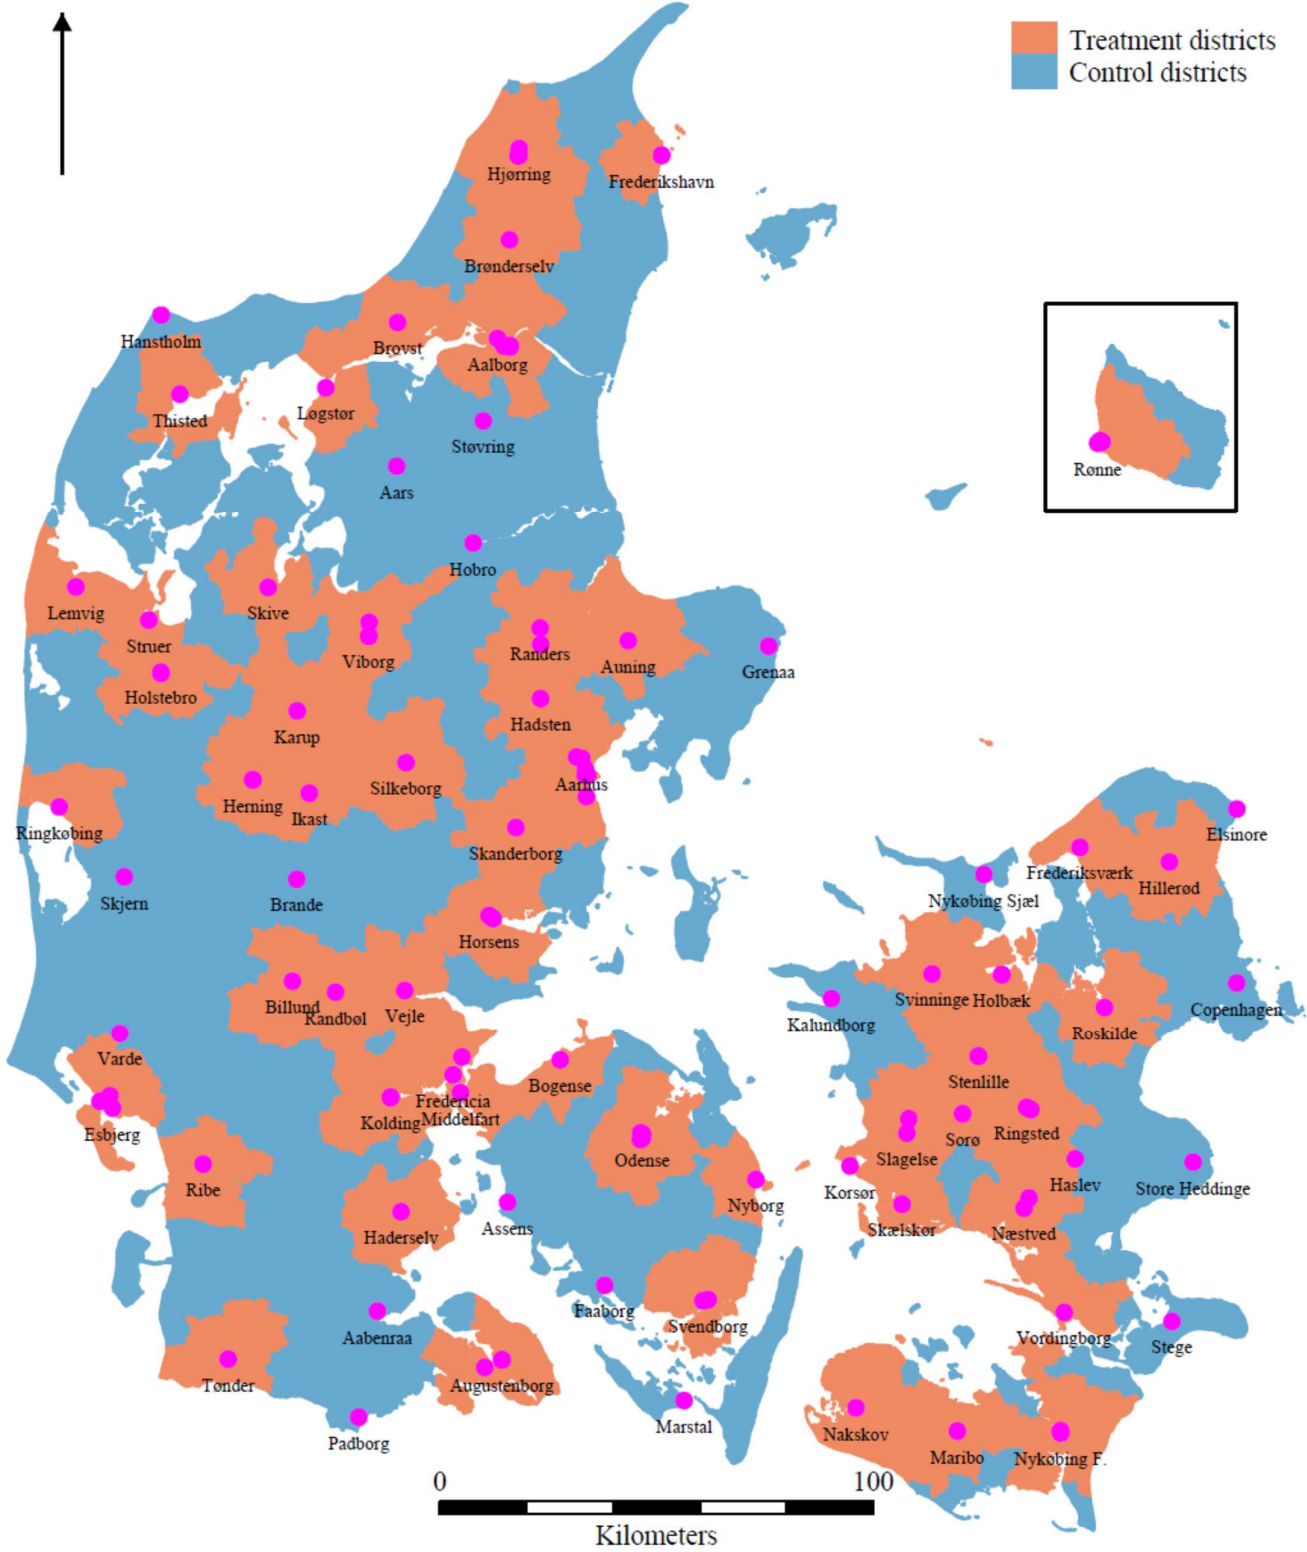 Treatment districts
Control districts
Hjørring
Frederikshavn
Brønderselv
Hanstholm
Brovst
Aalborg
Thisted
Løgstør
Støvring
Rønne
Aars
Hobro
Lemvig
Skive
Struer
Viborg
Randers
Auning
Grenaa
Holstebro
Karup
Hadsten
Silkeborg
Aarhus
Herning
Ikast
Ringkøbing
Skanderborg
Elsinore
Frederiksværk
Hillerød
Skjern
Brande
Nykøbing Sjæl
Horsens
Svinninge
Holbæk
Billund
Randbøl
Vejle
Kalundborg
Roskilde
Copenhagen
Varde
Bogense
Stenlille
Fredericia
Kolding
Middelfart
Esbjerg
Odense
Slagelse
Sorø
Ringsted
Ribe
Nyborg
Korsør
Haslev
Store Heddinge
Haderselv
Assens
Skælskør
Næstved
Faaborg
Svendborg
Aabenraa
Vordingborg
Stege
Tønder
Augustenborg
Marstal
Padborg
Nakskov
Maribo
Nykøbing F.
0
100
Kilometers